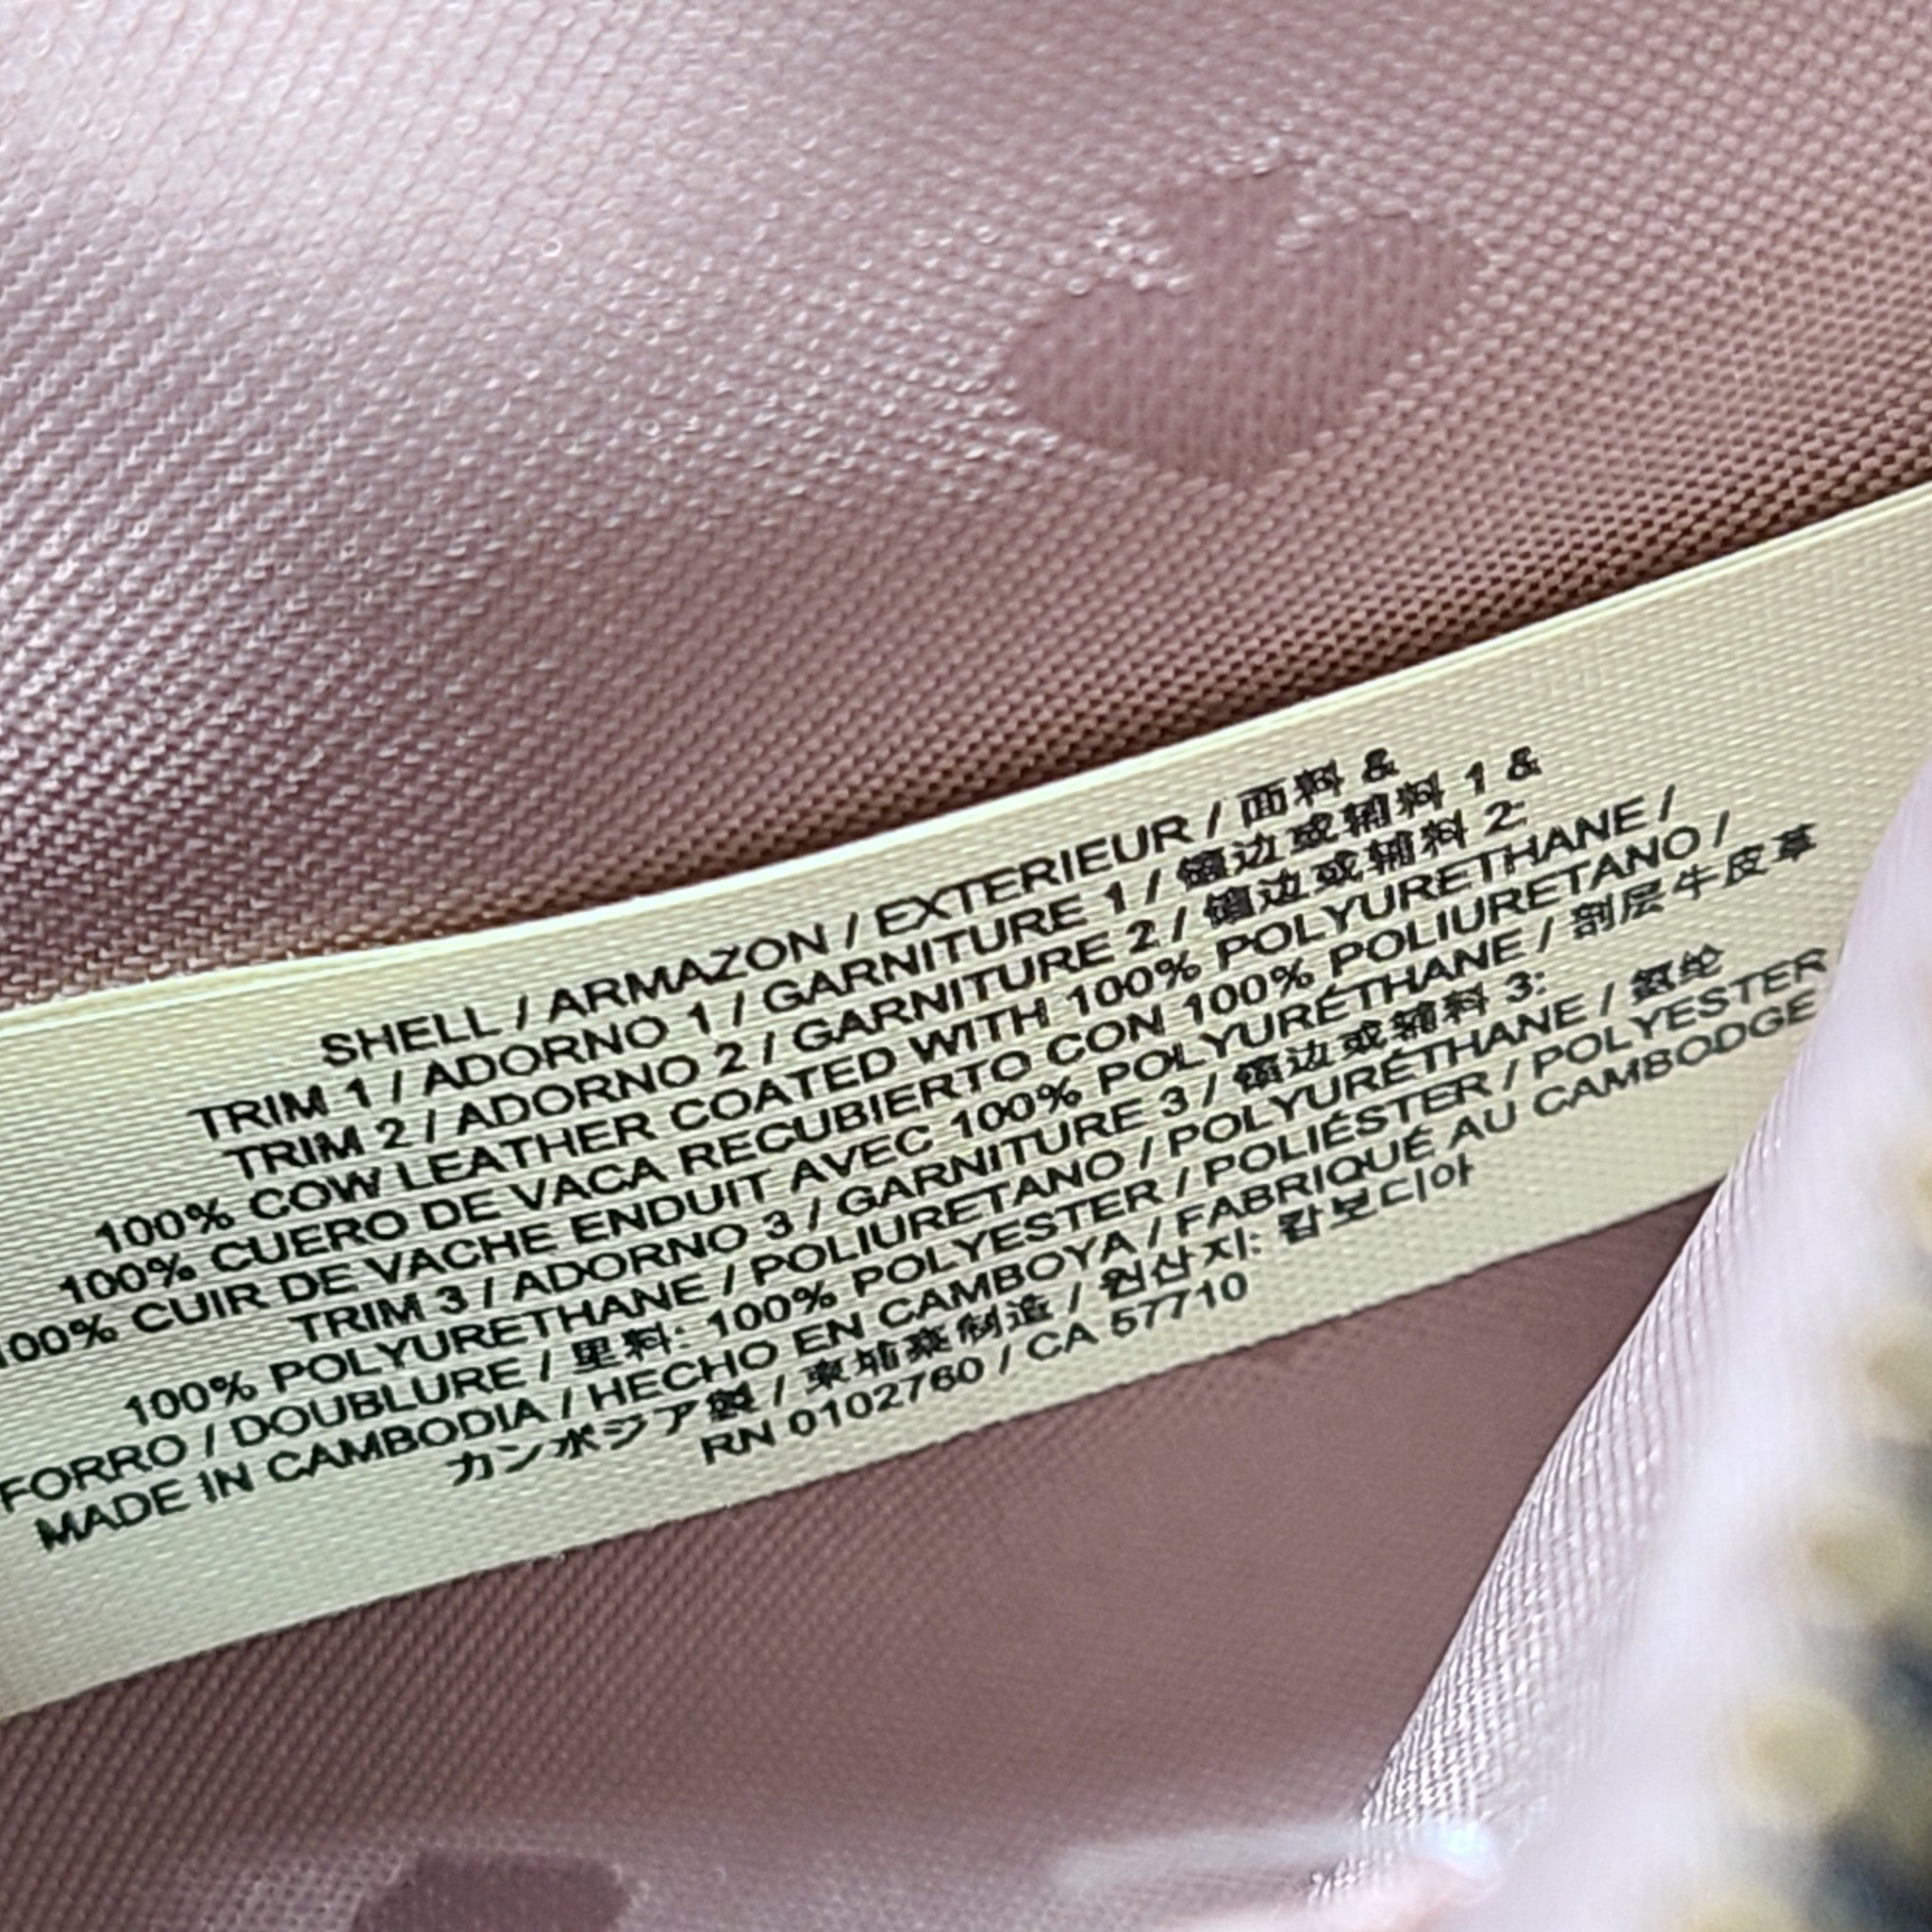 SHELL / ARMAZON / EXTERIEUR / 面料 &
TRIM 1 / ADORNO 1 / GARNITURE 1 / 镶边或辅料 1 &
TRIM 2 / ADORNO 2 / GARNITURE 2 / 镶边或辅料 2:
100% COW LEATHER COATED WITH 100% POLYURETHANE /
100% CUERO DE VACA RECUBIERTO CON 100% POLIURETANO /
100% CUIR DE VACHE ENDUIT AVEC 100% POLYURÉTHANE / 剖层牛皮革
TRIM 3 / ADORNO 3 / GARNITURE 3 / 镶边或辅料 3:
100% POLYURETHANE / POLIURETANO / POLYURÉTHANE / 氨纶
FORRO / DOUBLURE / 里料: 100% POLYESTER / POLIÉSTER / POLYESTER
MADE IN CAMBODIA / HECHO EN CAMBOYA / FABRIQUÉ AU CAMBODGE
カンボジア製 / 柬埔寨制造 / 원산지: 캄보디아
RN 0102760 / CA 57710